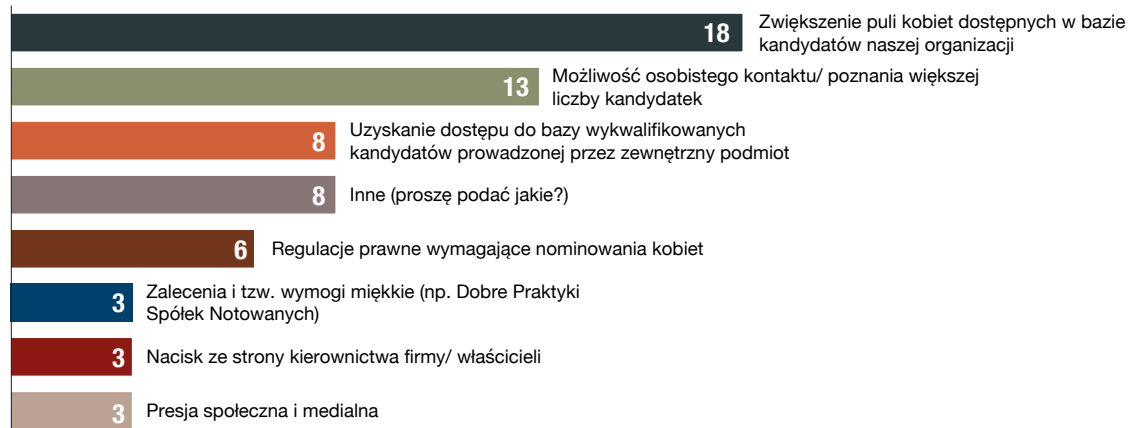 18
Zwiększenie puli kobiet dostępnych w bazie
kandydatów naszej organizacji
13
Możliwość osobistego kontaktu/ poznania większej
liczby kandydatek
8
Uzyskanie dostępu do bazy wykwalifikowanych
kandydatów prowadzonej przez zewnętrzny podmiot
8
Inne (proszę podać jakie?)
6
Regulacje prawne wymagające nominowania kobiet
3
Zalecenia i tzw. wymogi miękkie (np. Dobre Praktyki
Spółek Notowanych)
3
Nacisk ze strony kierownictwa firmy/ właścicieli
3
Presja społeczna i medialna